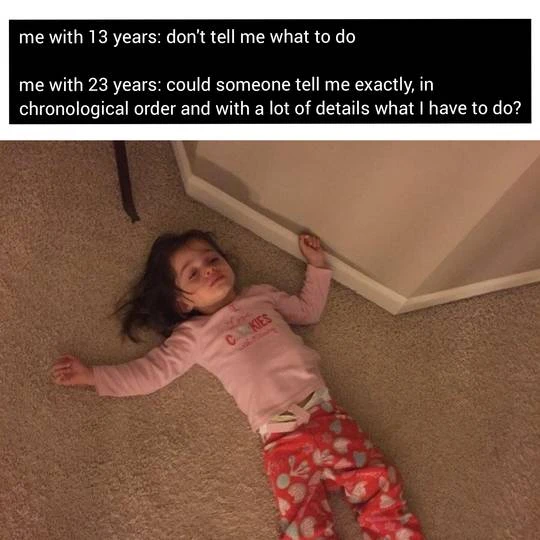 me with 13 years: don't tell me what to do
me with 23 years: could someone tell me exactly, in
chronological order and with a lot of details what I have to do?
COOKIES